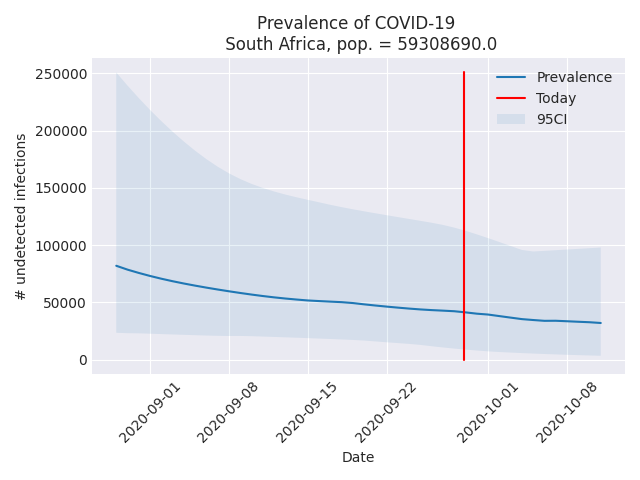 Prevalence of COVID-19
South Africa, pop. = 59308690.0
Prevalence
Today
95CI
# undetected infections
250000
200000
150000
100000
50000
0
2020-09-01
2020-09-08
2020-09-15
2020-09-22
2020-10-01
2020-10-08
Date